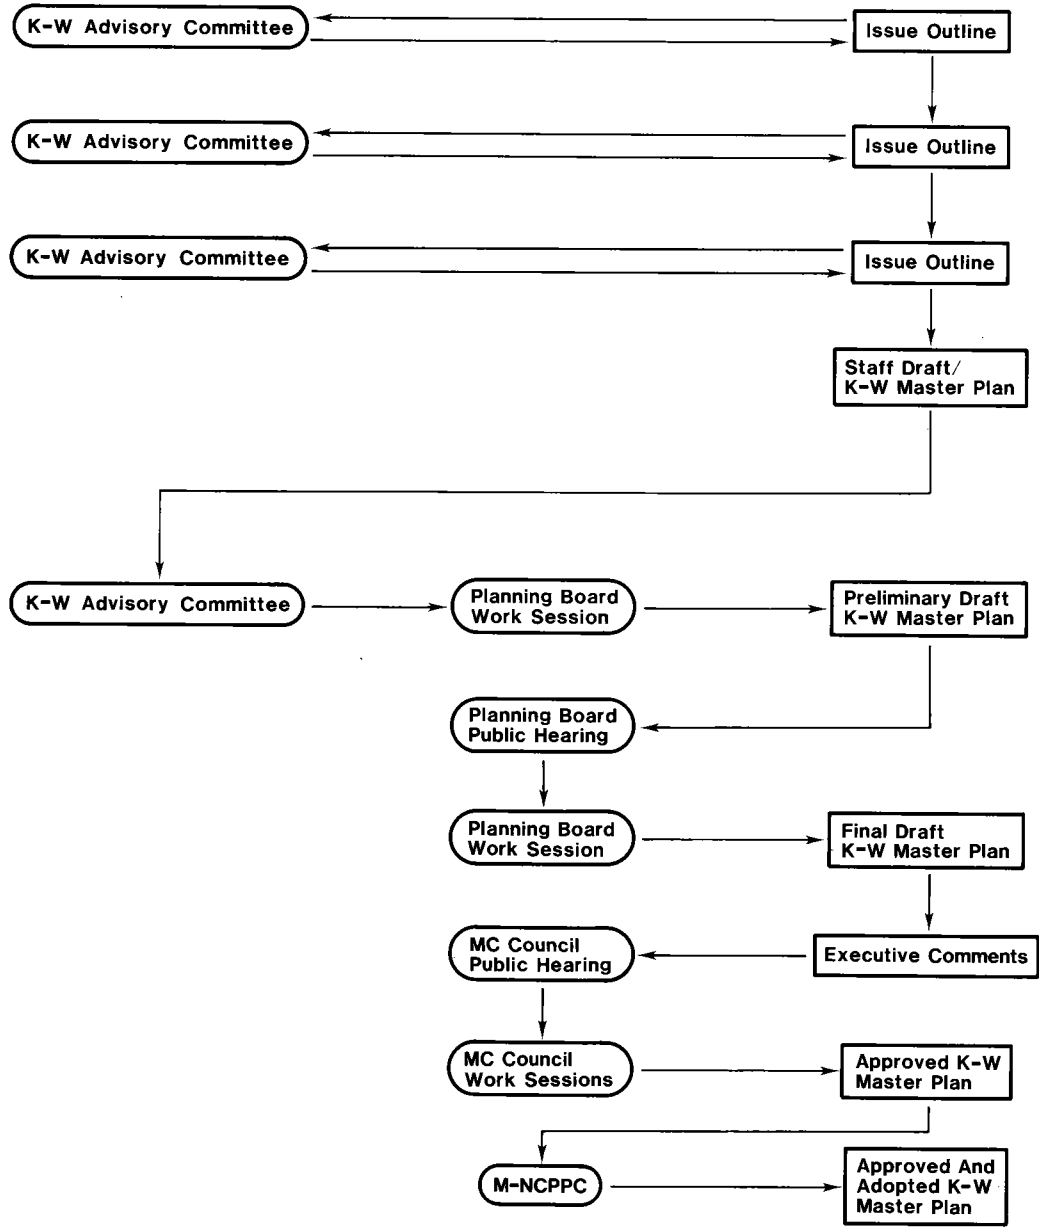 K-W Advisory Committee
Issue Outline
K-W Advisory Committee
Issue Outline
K-W Advisory Committee
Issue Outline
Staff Draft/
K-W Master Plan
K-W Advisory Committee
Planning Board
Work Session
Preliminary Draft
K-W Master Plan
Planning Board
Public Hearing
Planning Board
Work Session
Final Draft
K-W Master Plan
MC Council
Public Hearing
Executive Comments
MC Council
Work Sessions
Approved K-W
Master Plan
M-NCPPC
Approved And
Adopted K-W
Master Plan